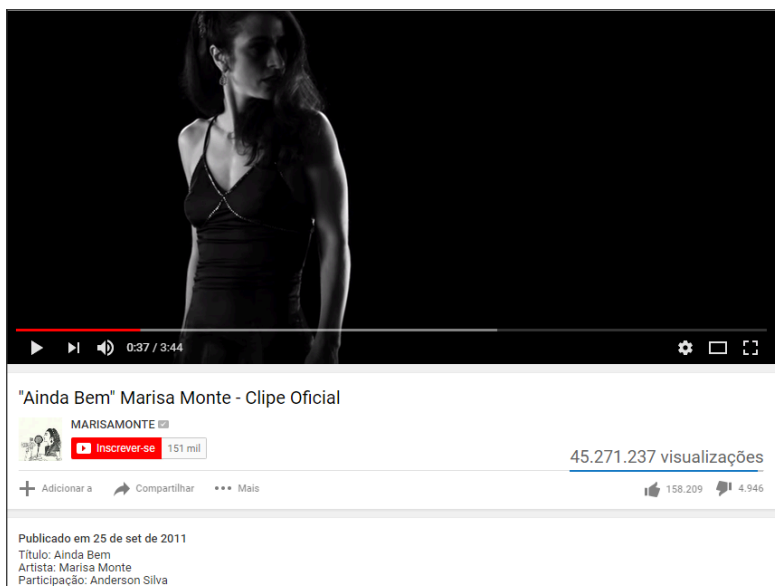 0:37 / 3:44
"Ainda Bem" Marisa Monte - Clipe Oficial
MARISAMONTE
Inscrever-se 151 mil
45.271.237 visualizações
Adicionar a Compartilhar Mais 158.209 4.946
Publicado em 25 de set de 2011
Título: Ainda Bem
Artista: Marisa Monte
Participação: Anderson Silva